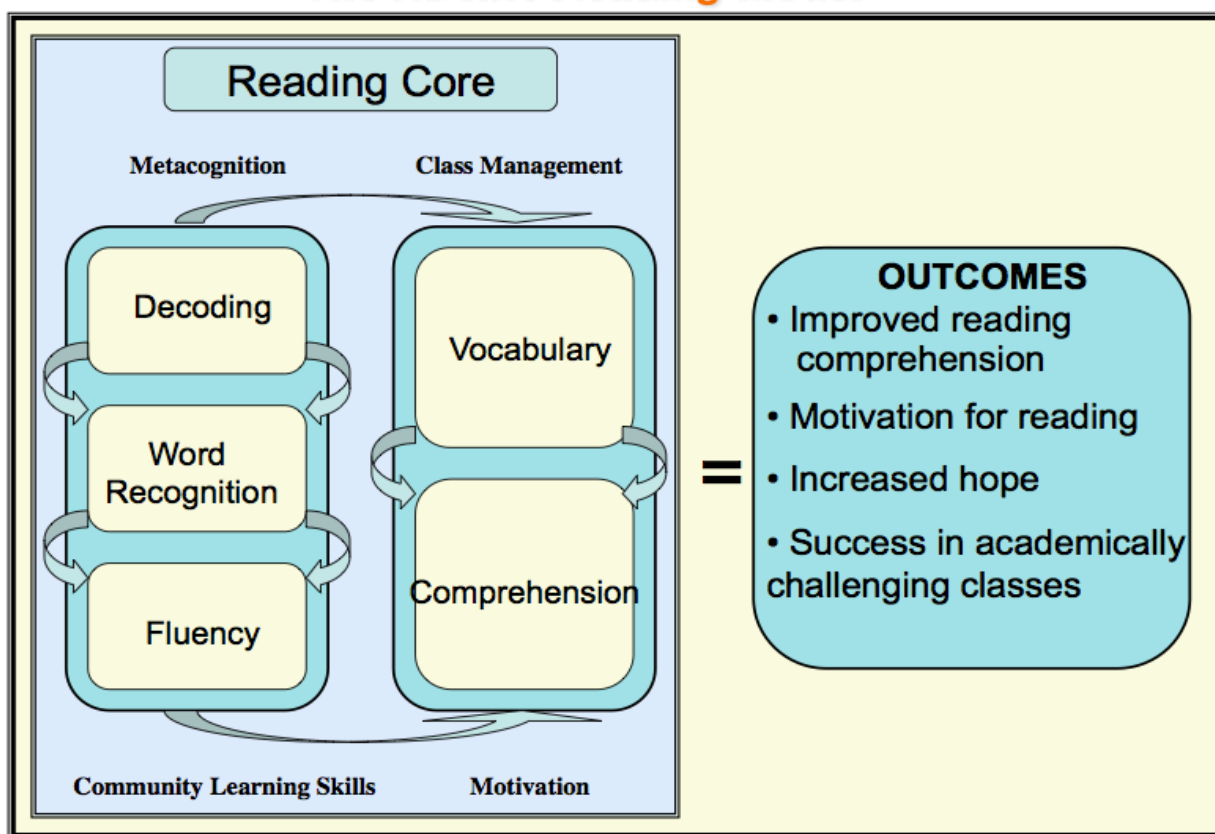 Reading Core
Metacognition
Class Management
Decoding
Word
Recognition
Fluency
Vocabulary
Comprehension
Community Learning Skills
Motivation
=
OUTCOMES
• Improved reading
comprehension
• Motivation for reading
• Increased hope
• Success in academically
challenging classes